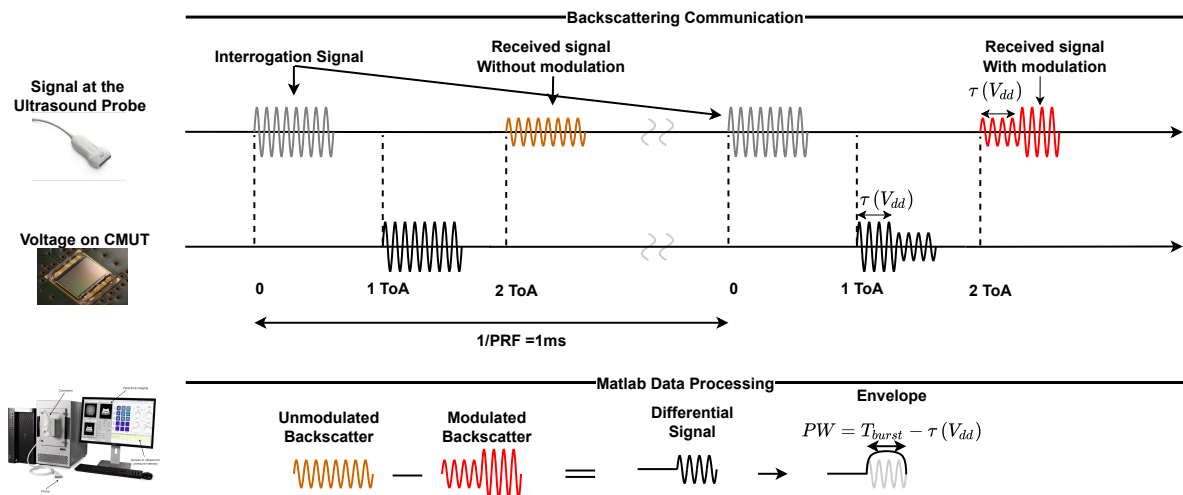 Backscattering Communication
Interrogation Signal
Received signal
Without modulation
Received signal
With modulation
Signal at the
Ultrasound Probe
τ(V_dd)
τ(V_dd)
Voltage on CMUT
0
1 ToA
2 ToA
0
1 ToA
2 ToA
1/PRF =1ms
Matlab Data Processing
Unmodulated
Backscatter
Modulated
Backscatter
Differential
Signal
Envelope
PW = T_burst − τ(V_dd)